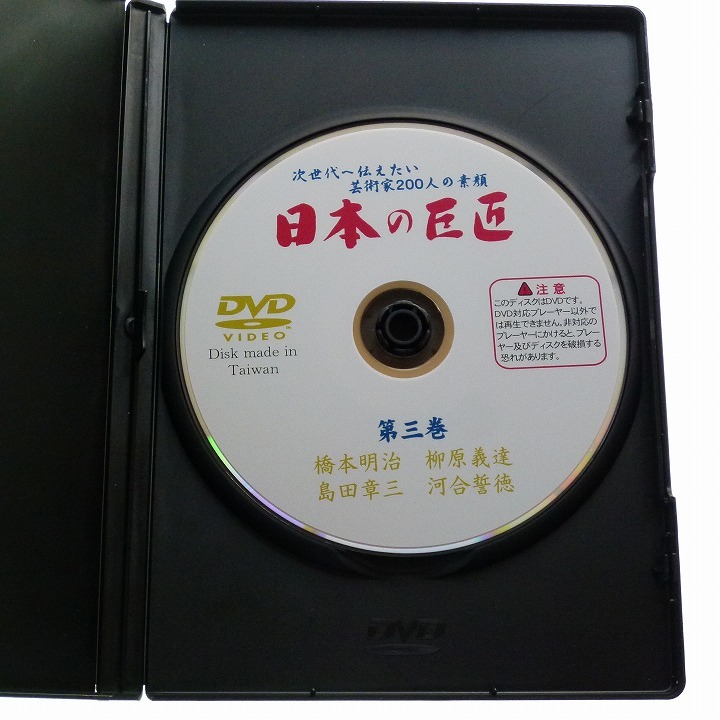 次世代へ伝えたい
芸術家200人の素顔
日本の巨匠
DVD
VIDEO
TM
Disk made in
Taiwan
注意
このディスクはDVDです。
DVD対応プレーヤー以外で
は再生できません。非対応の
プレーヤーにかけると、プレー
ヤー及びディスクを破損する
恐れがあります。
第三巻
橋本明治 柳原義達
島田章三 河合誓徳
DVD